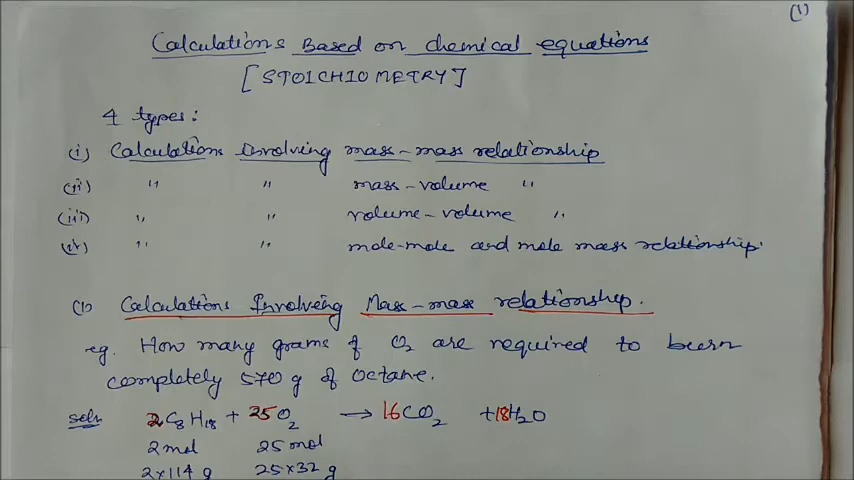 (1)
Calculations Based on chemical equations
[STOICHIOMETRY]
4 types:
(i) Calculations Involving mass-mass relationship
(ii) " " mass-volume "
(iii) " " volume-volume "
(iv) " " mole-mole and mole mass relationship.
(1) Calculations Involving Mass-mass relationship.
eg. How many grams of O₂ are required to burn
completely 570 g of Octane.
soln 2C₈H₁₈ + 25O₂ → 16CO₂ + 18H₂O
2 mol 25 mol
2×114 g 25×32 g